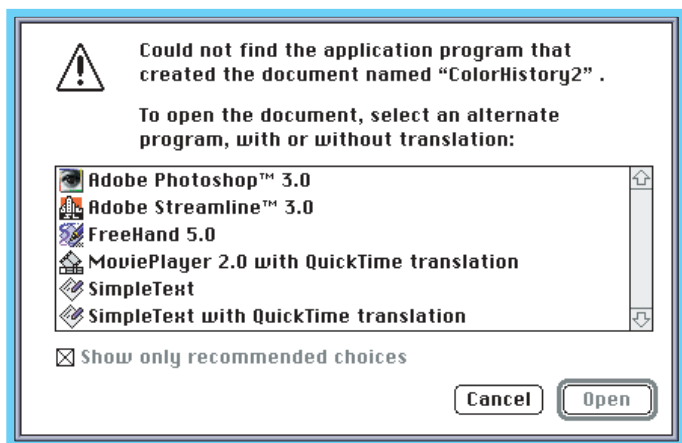 Could not find the application program that
created the document named “ColorHistory2” .
To open the document, select an alternate
program, with or without translation:
Adobe Photoshop™ 3.0
Adobe Streamline™ 3.0
FreeHand 5.0
MoviePlayer 2.0 with QuickTime translation
SimpleText
SimpleText with QuickTime translation
Show only recommended choices
Cancel Open